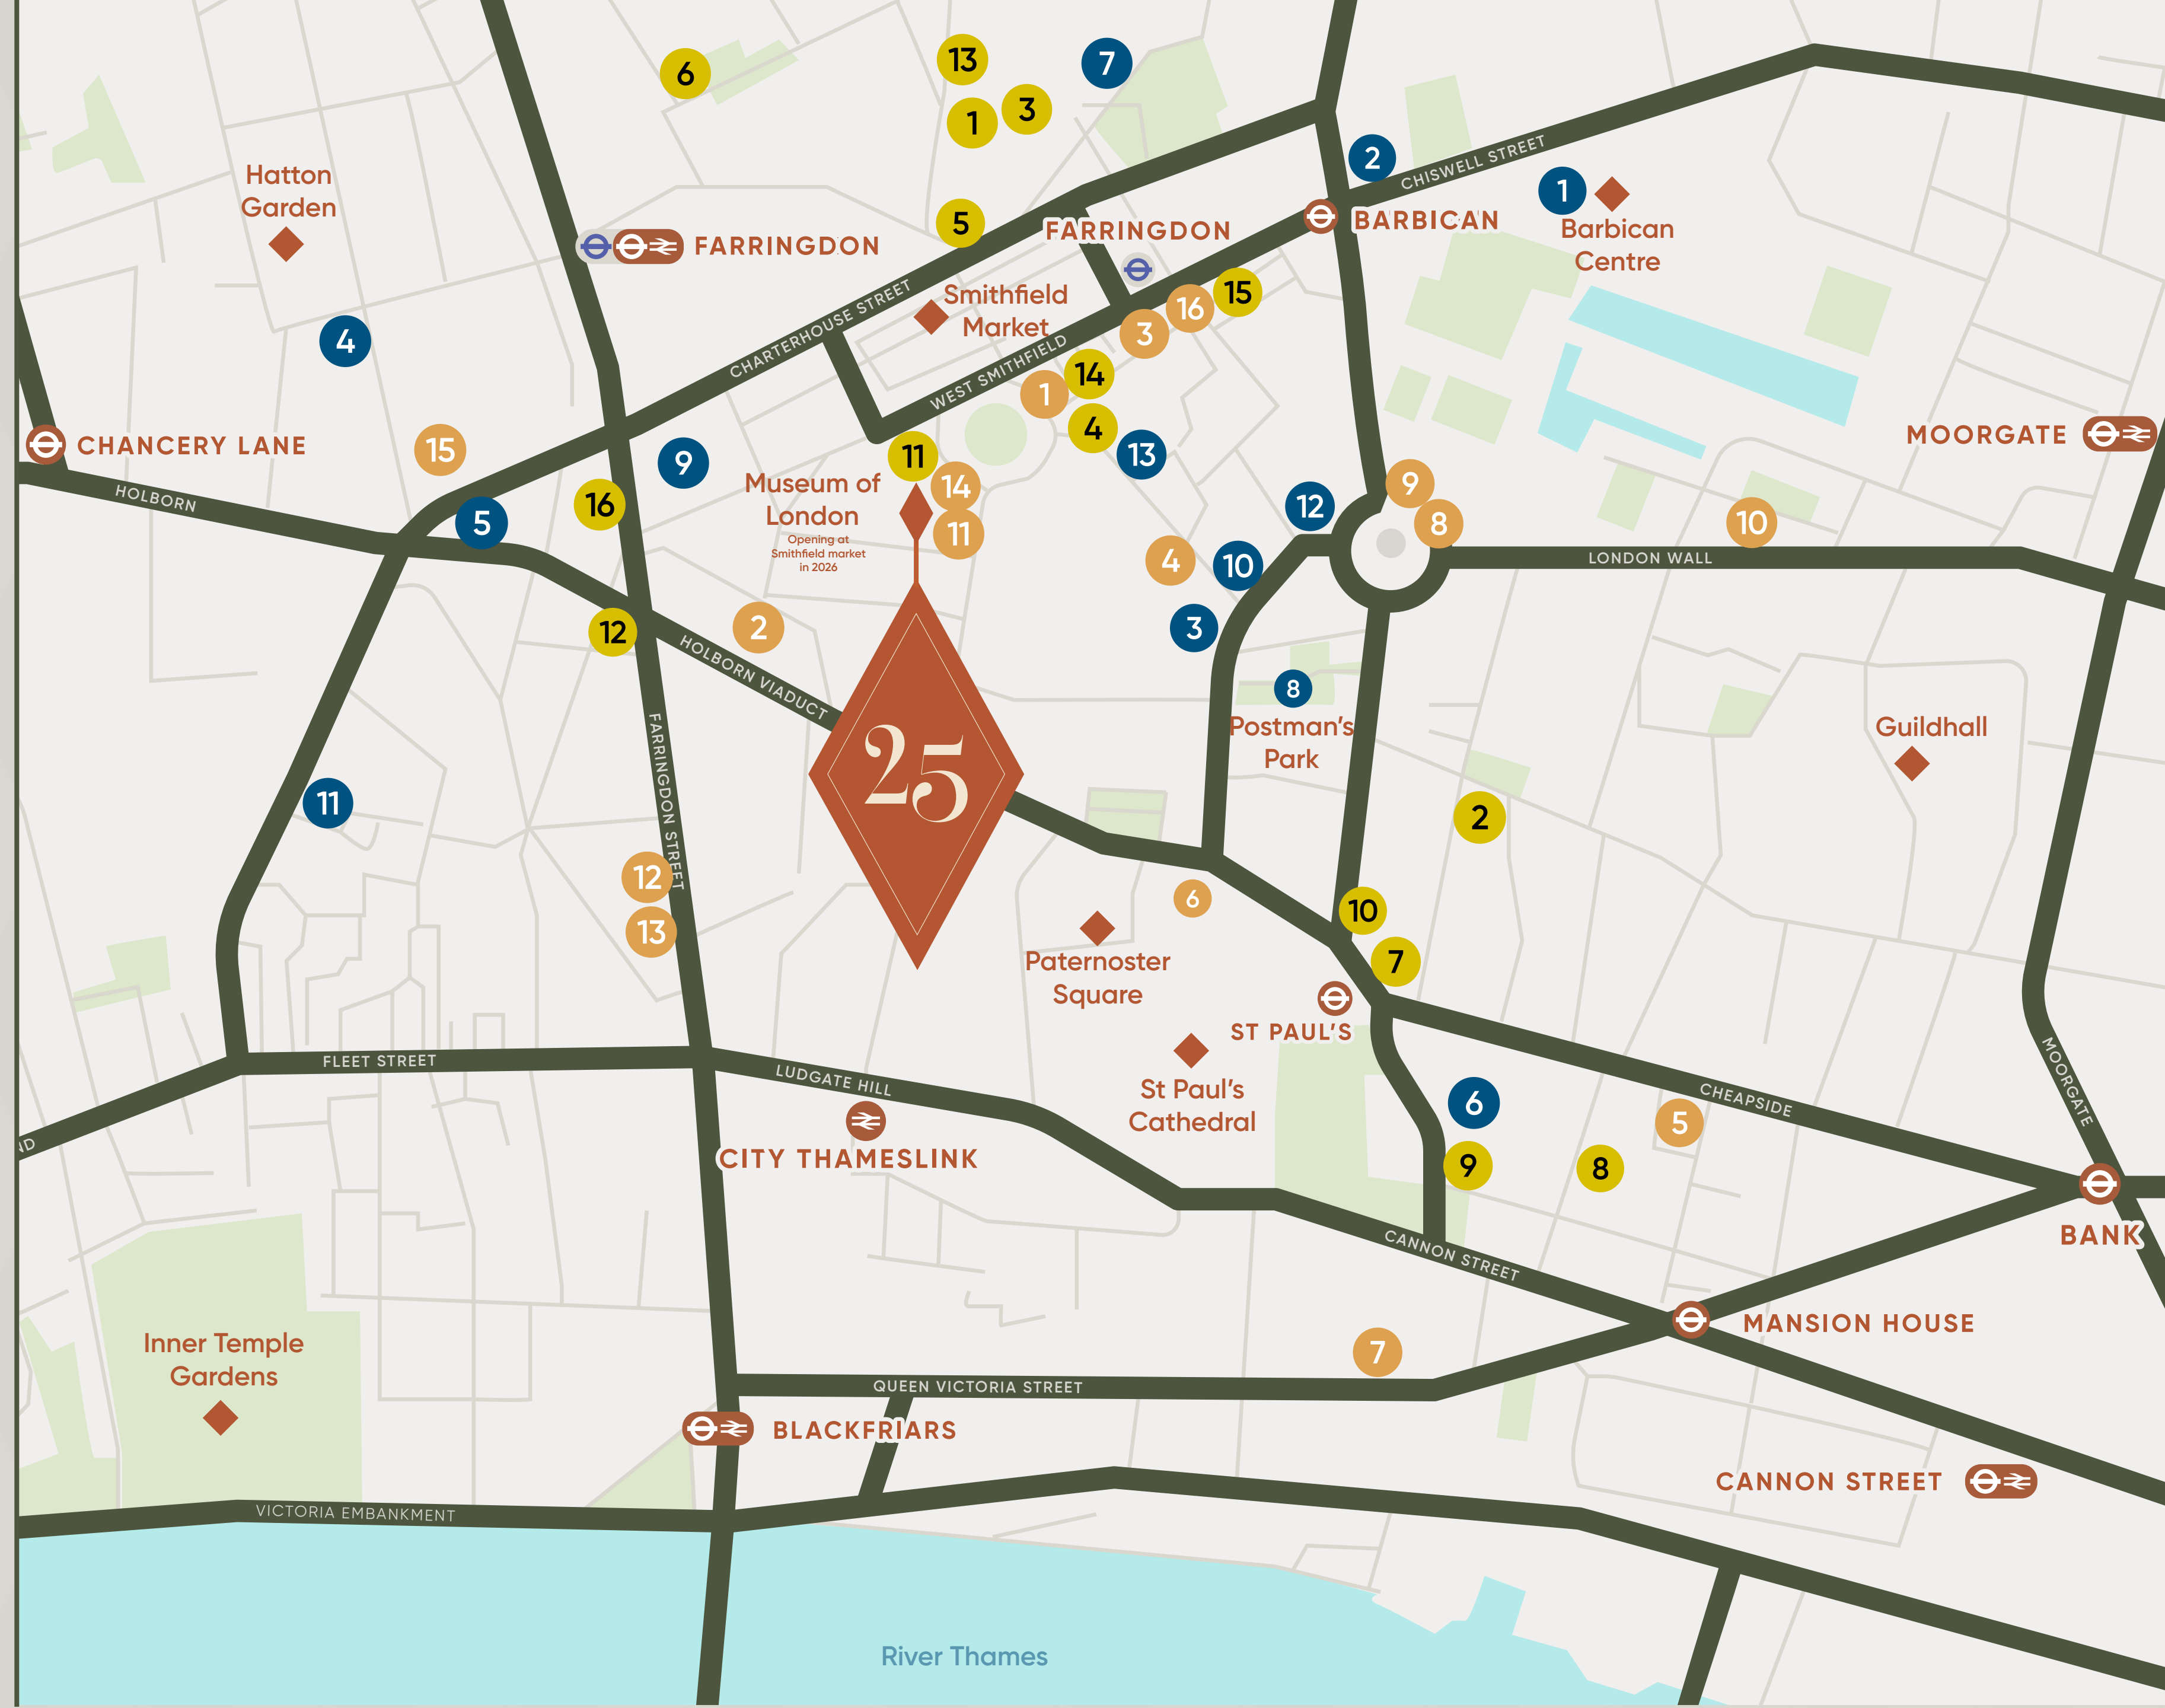 6
13
7
1
3
2
CHISWELL STREET
1
Hatton
Garden
Barbican
Centre
5
FARRINGDON
FARRINGDON
BARBICAN
4
CHARTERHOUSE STREET
Smithfield
Market
16
15
3
WEST SMITHFIELD
14
1
4
13
CHANCERY LANE
15
9
11
MOORGATE
HOLBORN
5
16
Museum of
London
Opening at
Smithfield market
in 2026
14
11
12
9
8
10
LONDON WALL
4
10
3
12
2
HOLBORN VIADUCT
8
Postman's
Park
Guildhall
FARRINGDON STREET
25
11
2
12
13
6
10
7
Paternoster
Square
ST PAUL'S
FLEET STREET
LUDGATE HILL
St Paul's
Cathedral
6
CHEAPSIDE
5
MOORGATE
ND
CITY THAMESLINK
9
8
BANK
CANNON STREET
MANSION HOUSE
Inner Temple
Gardens
7
QUEEN VICTORIA STREET
BLACKFRIARS
CANNON STREET
VICTORIA EMBANKMENT
River Thames